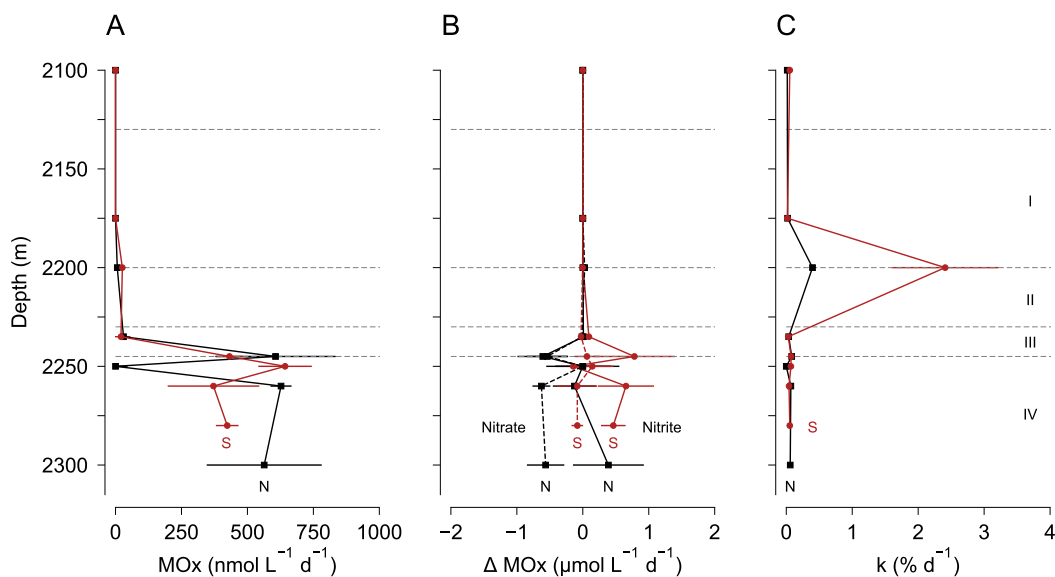 A
B
C
2100
2150
2200
2250
2300
Depth (m)
I
II
III
IV
Nitrate
Nitrite
S
S
S
S
N
N
N
N
0
250
500
750
1000
−2
−1
0
1
2
0
1
2
3
4
MOx (nmol L⁻¹ d⁻¹)
Δ MOx (µmol L⁻¹ d⁻¹)
k (% d⁻¹)